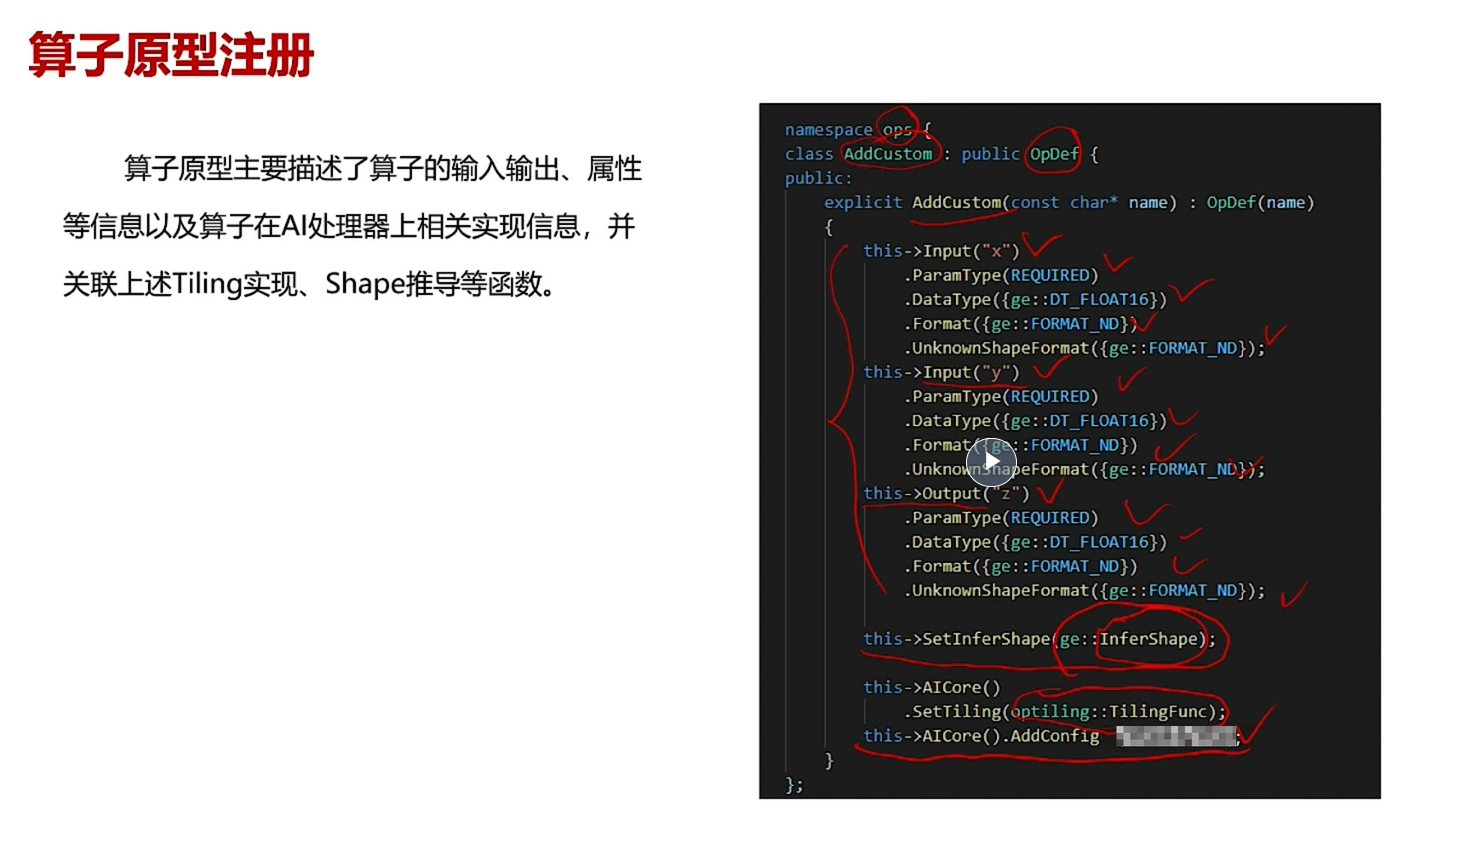 算子原型注册
算子原型主要描述了算子的输入输出、属性
等信息以及算子在AI处理器上相关实现信息，并
关联上述Tiling实现、Shape推导等函数。
namespace ops {
class AddCustom : public OpDef {
public:
    explicit AddCustom(const char* name) : OpDef(name)
    {
        this->Input("x")
            .ParamType(REQUIRED)
            .DataType({ge::DT_FLOAT16})
            .Format({ge::FORMAT_ND})
            .UnknownShapeFormat({ge::FORMAT_ND});
        this->Input("y")
            .ParamType(REQUIRED)
            .DataType({ge::DT_FLOAT16})
            .Format({ge::FORMAT_ND})
            .UnknownShapeFormat({ge::FORMAT_ND});
        this->Output("z")
            .ParamType(REQUIRED)
            .DataType({ge::DT_FLOAT16})
            .Format({ge::FORMAT_ND})
            .UnknownShapeFormat({ge::FORMAT_ND});
        this->SetInferShape(ge::InferShape);
        this->AICore()
            .SetTiling(optiling::TilingFunc);
        this->AICore().AddConfig ;
    }
};